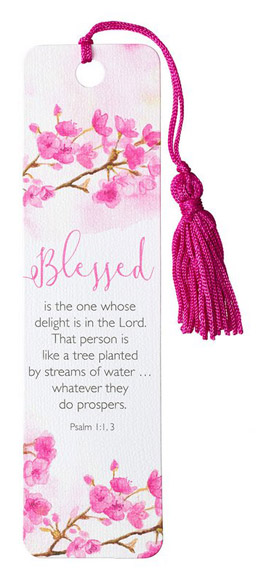 Blessed
is the one whose
delight is in the Lord.
That person is
like a tree planted
by streams of water ...
whatever they
do prospers.
Psalm 1:1, 3